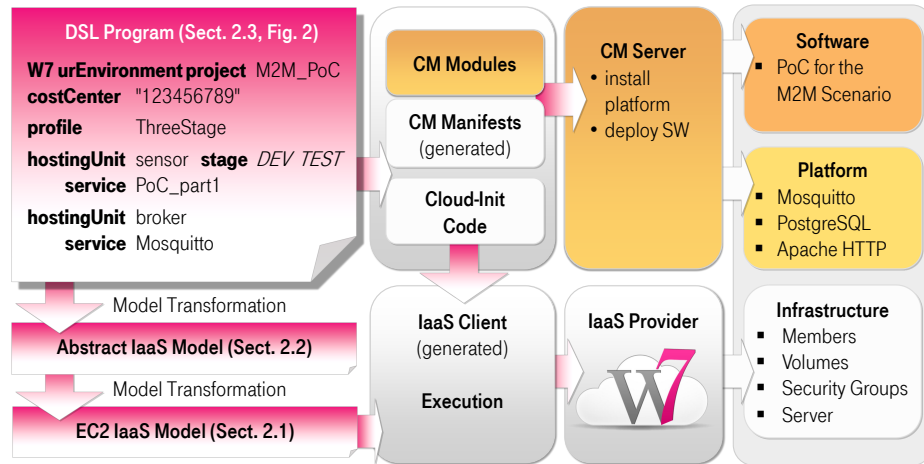 DSL Program (Sect. 2.3, Fig. 2)
W7 urEnvironment project M2M_PoC
costCenter "123456789"
profile ThreeStage
hostingUnit sensor stage DEV TEST
service PoC_part1
hostingUnit broker
service Mosquitto
Model Transformation
Abstract IaaS Model (Sect. 2.2)
Model Transformation
EC2 IaaS Model (Sect. 2.1)
CM Modules
CM Manifests
(generated)
Cloud-Init
Code
IaaS Client
(generated)
Execution
CM Server
• install
platform
• deploy SW
IaaS Provider
W7
Software
▪ PoC for the
M2M Scenario
Platform
▪ Mosquitto
▪ PostgreSQL
▪ Apache HTTP
Infrastructure
▪ Members
▪ Volumes
▪ Security Groups
▪ Server